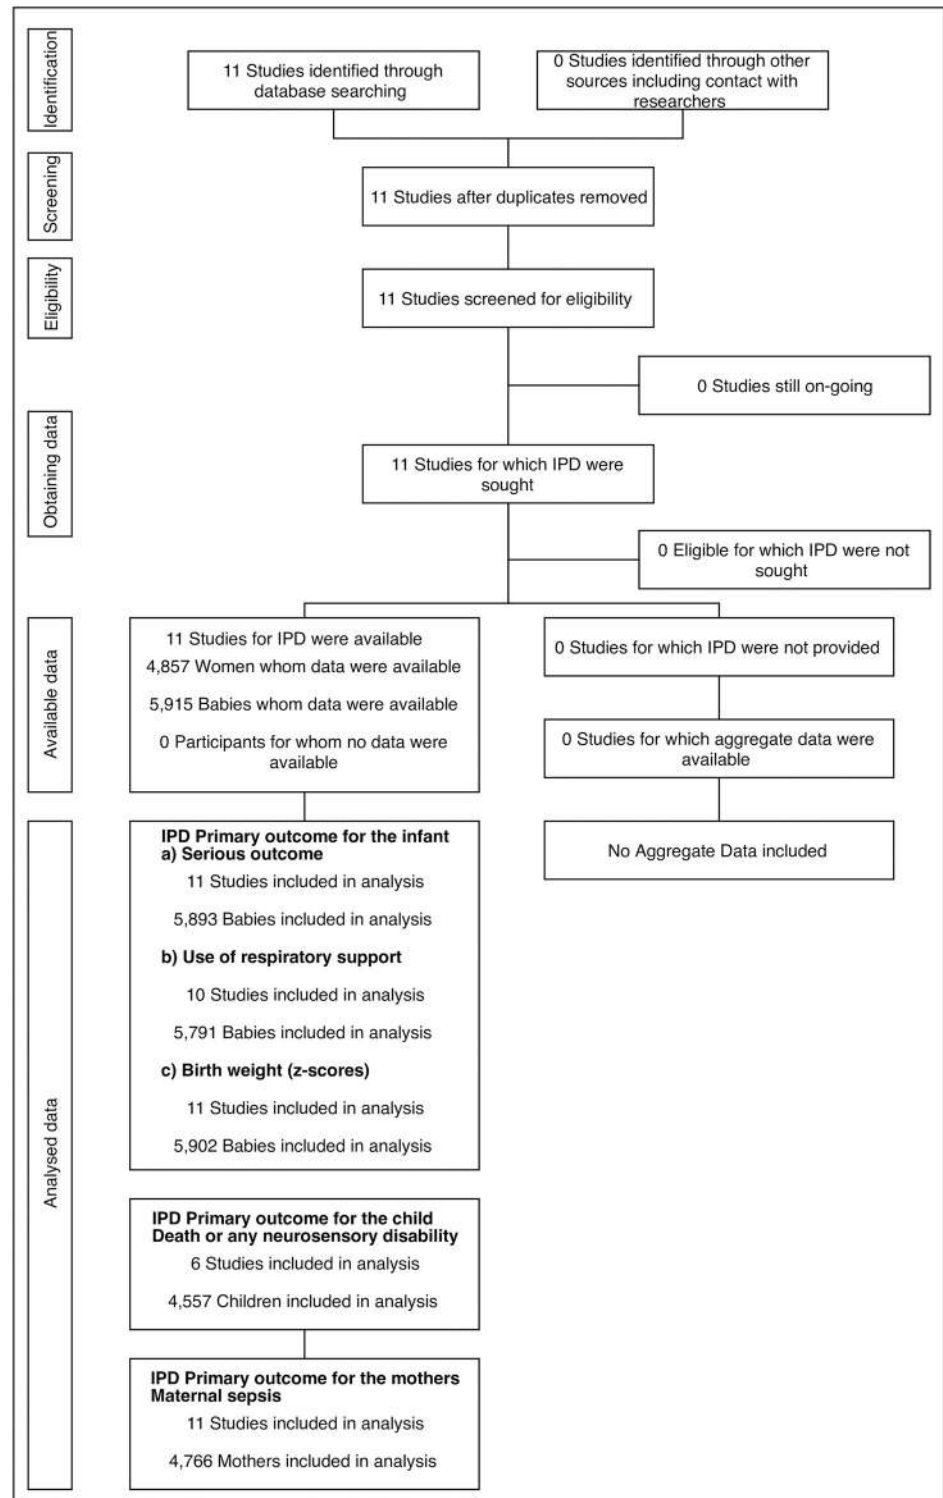 Identification
11 Studies identified through
database searching
0 Studies identified through other
sources including contact with
researchers
Screening
11 Studies after duplicates removed
Eligibility
11 Studies screened for eligibility
0 Studies still on-going
Obtaining data
11 Studies for which IPD were
sought
0 Eligible for which IPD were not
sought
Available data
11 Studies for IPD were available
4,857 Women whom data were available
5,915 Babies whom data were available
0 Participants for whom no data were
available
0 Studies for which IPD were not provided
0 Studies for which aggregate data were
available
Analysed data
IPD Primary outcome for the infant
a) Serious outcome
11 Studies included in analysis
5,893 Babies included in analysis
b) Use of respiratory support
10 Studies included in analysis
5,791 Babies included in analysis
c) Birth weight (z-scores)
11 Studies included in analysis
5,902 Babies included in analysis
No Aggregate Data included
IPD Primary outcome for the child
Death or any neurosensory disability
6 Studies included in analysis
4,557 Children included in analysis
IPD Primary outcome for the mothers
Maternal sepsis
11 Studies included in analysis
4,766 Mothers included in analysis